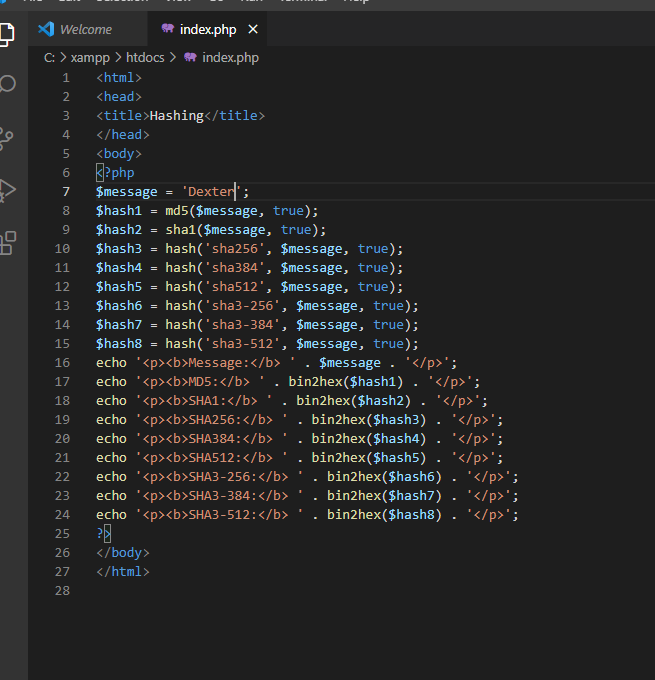 Welcome
index.php
C: > xampp > htdocs > index.php
1 <html>
2 <head>
3 <title>Hashing</title>
4 </head>
5 <body>
6 <?php
7 $message = 'Dexter';
8 $hash1 = md5($message, true);
9 $hash2 = sha1($message, true);
10 $hash3 = hash('sha256', $message, true);
11 $hash4 = hash('sha384', $message, true);
12 $hash5 = hash('sha512', $message, true);
13 $hash6 = hash('sha3-256', $message, true);
14 $hash7 = hash('sha3-384', $message, true);
15 $hash8 = hash('sha3-512', $message, true);
16 echo '<p><b>Message:</b> ' . $message . '</p>';
17 echo '<p><b>MD5:</b> ' . bin2hex($hash1) . '</p>';
18 echo '<p><b>SHA1:</b> ' . bin2hex($hash2) . '</p>';
19 echo '<p><b>SHA256:</b> ' . bin2hex($hash3) . '</p>';
20 echo '<p><b>SHA384:</b> ' . bin2hex($hash4) . '</p>';
21 echo '<p><b>SHA512:</b> ' . bin2hex($hash5) . '</p>';
22 echo '<p><b>SHA3-256:</b> ' . bin2hex($hash6) . '</p>';
23 echo '<p><b>SHA3-384:</b> ' . bin2hex($hash7) . '</p>';
24 echo '<p><b>SHA3-512:</b> ' . bin2hex($hash8) . '</p>';
25 ?>
26 </body>
27 </html>
28